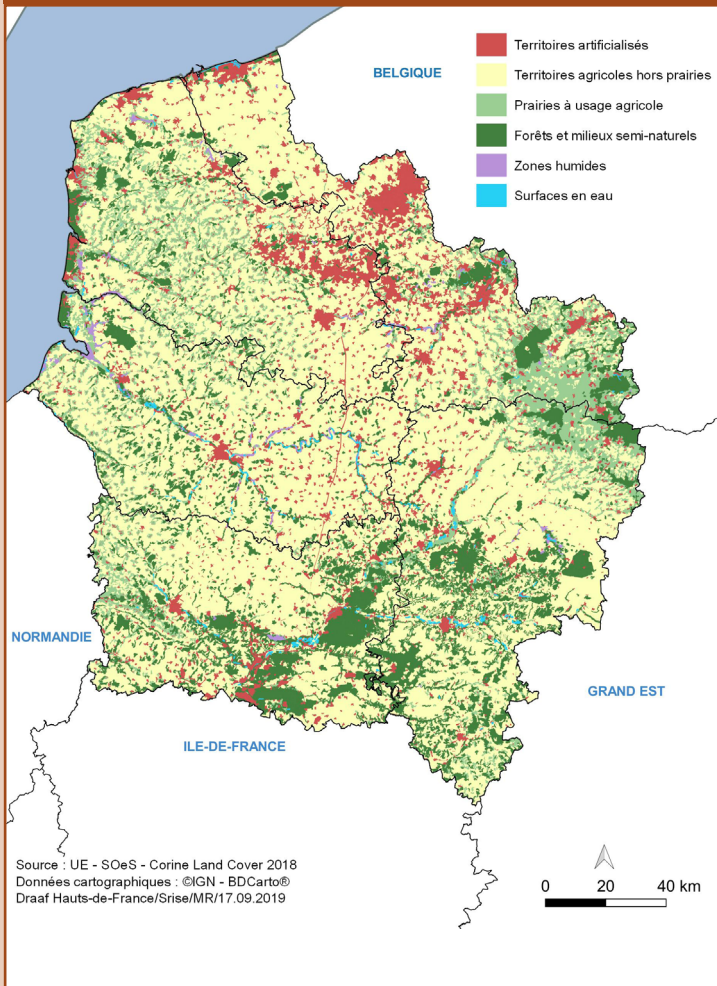 BELGIQUE
Territoires artificialisés
Territoires agricoles hors prairies
Prairies à usage agricole
Forêts et milieux semi-naturels
Zones humides
Surfaces en eau
NORMANDIE
GRAND EST
ILE-DE-FRANCE
Source : UE - SOeS - Corine Land Cover 2018
Données cartographiques : ©IGN - BDCarto®
Draaf Hauts-de-France/Srise/MR/17.09.2019
0 20 40 km